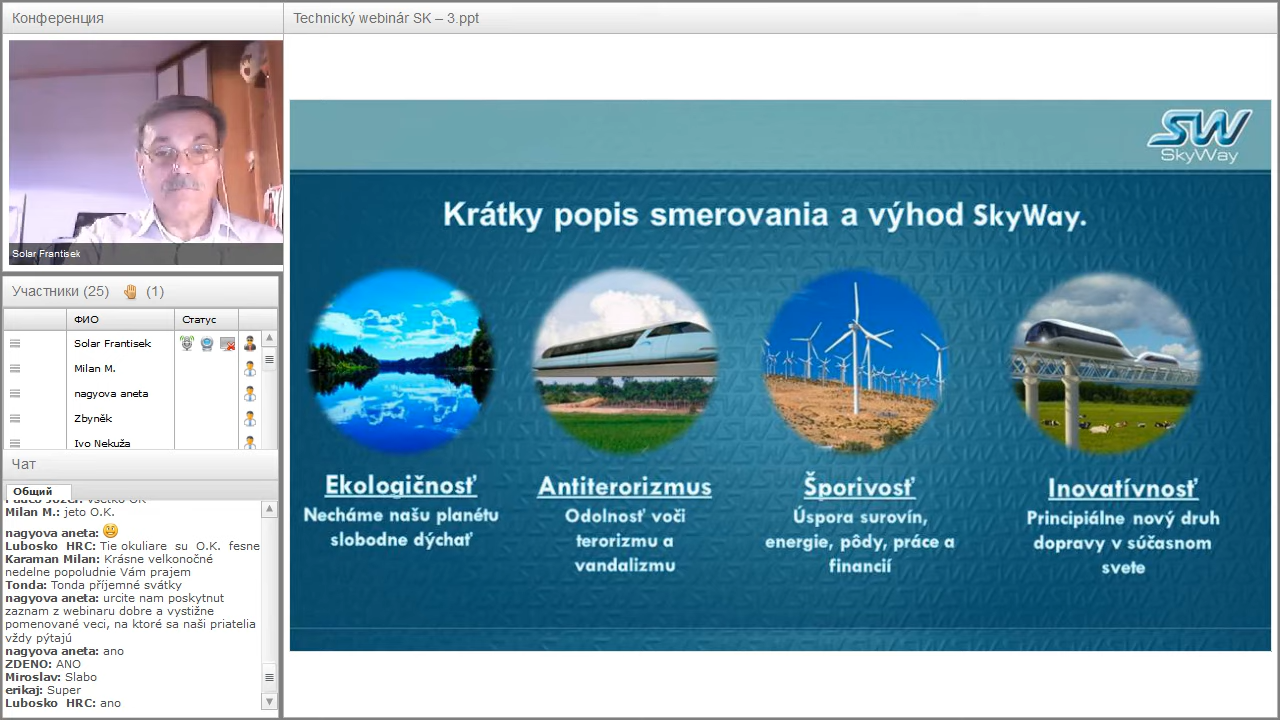 Конференция
Technický webinár SK – 3.ppt
Solar Frantisek
Участники (25) (1)
ФИО Статус
Solar Frantisek
Milan M.
nagyova aneta
Zbyněk
Ivo Nekuža
Чат
Общий
Milan M.: jeto O.K.
nagyova aneta:
Lubosko HRC: Tie okuliare su O.K. fesne
Karaman Milan: Krásne velkonočné
nedelne popoludnie Vám prajem
Tonda: Tonda příjemné svátky
nagyova aneta: urcite nam poskytnut
zaznam z webinaru dobre a vystižne
pomenované veci, na ktoré sa naši priatelia
vždy pýtajú
nagyova aneta: ano
ZDENO: ANO
Miroslav: Slabo
erikaj: Super
Lubosko HRC: ano
SW
SkyWay
Krátky popis smerovania a výhod SkyWay.
Ekologičnosť
Necháme našu planétu
slobodne dýchať
Antiterorizmus
Odolnosť voči
terorizmu a
vandalizmu
Šporivosť
Úspora surovín,
energie, pôdy, práce a
financií
Inovatívnosť
Principiálne nový druh
dopravy v súčasnom
svete